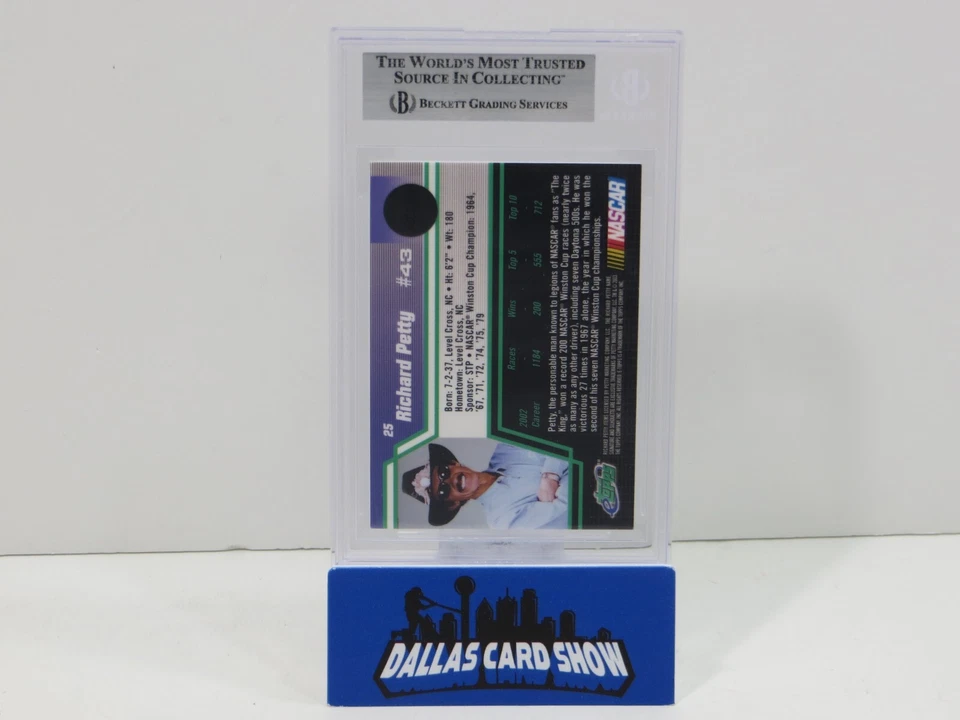 THE WORLD'S MOST TRUSTED
SOURCE IN COLLECTING™
BECKETT GRADING SERVICES
25
Richard Petty #43
Born: 7-2-37, Level Cross, NC • Ht: 6'2" • Wt: 180
Hometown: Level Cross, NC
Sponsor: STP • NASCAR® Winston Cup Champion: 1964,
'67, '71, '72, '74, '75, '79
Races Wins Top 5 Top 10
2002 - - - -
Career 1184 200 555 712
Petty, the personable man known to legions of NASCAR® fans as "The
King," won a record 200 NASCAR® Winston Cup races (nearly twice
as many as any other driver), including seven Daytona 500s. He was
victorious 27 times in 1967 alone, the year in which he won the
second of his seven NASCAR® Winston Cup championships.
NASCAR
etopps
DALLAS CARD SHOW